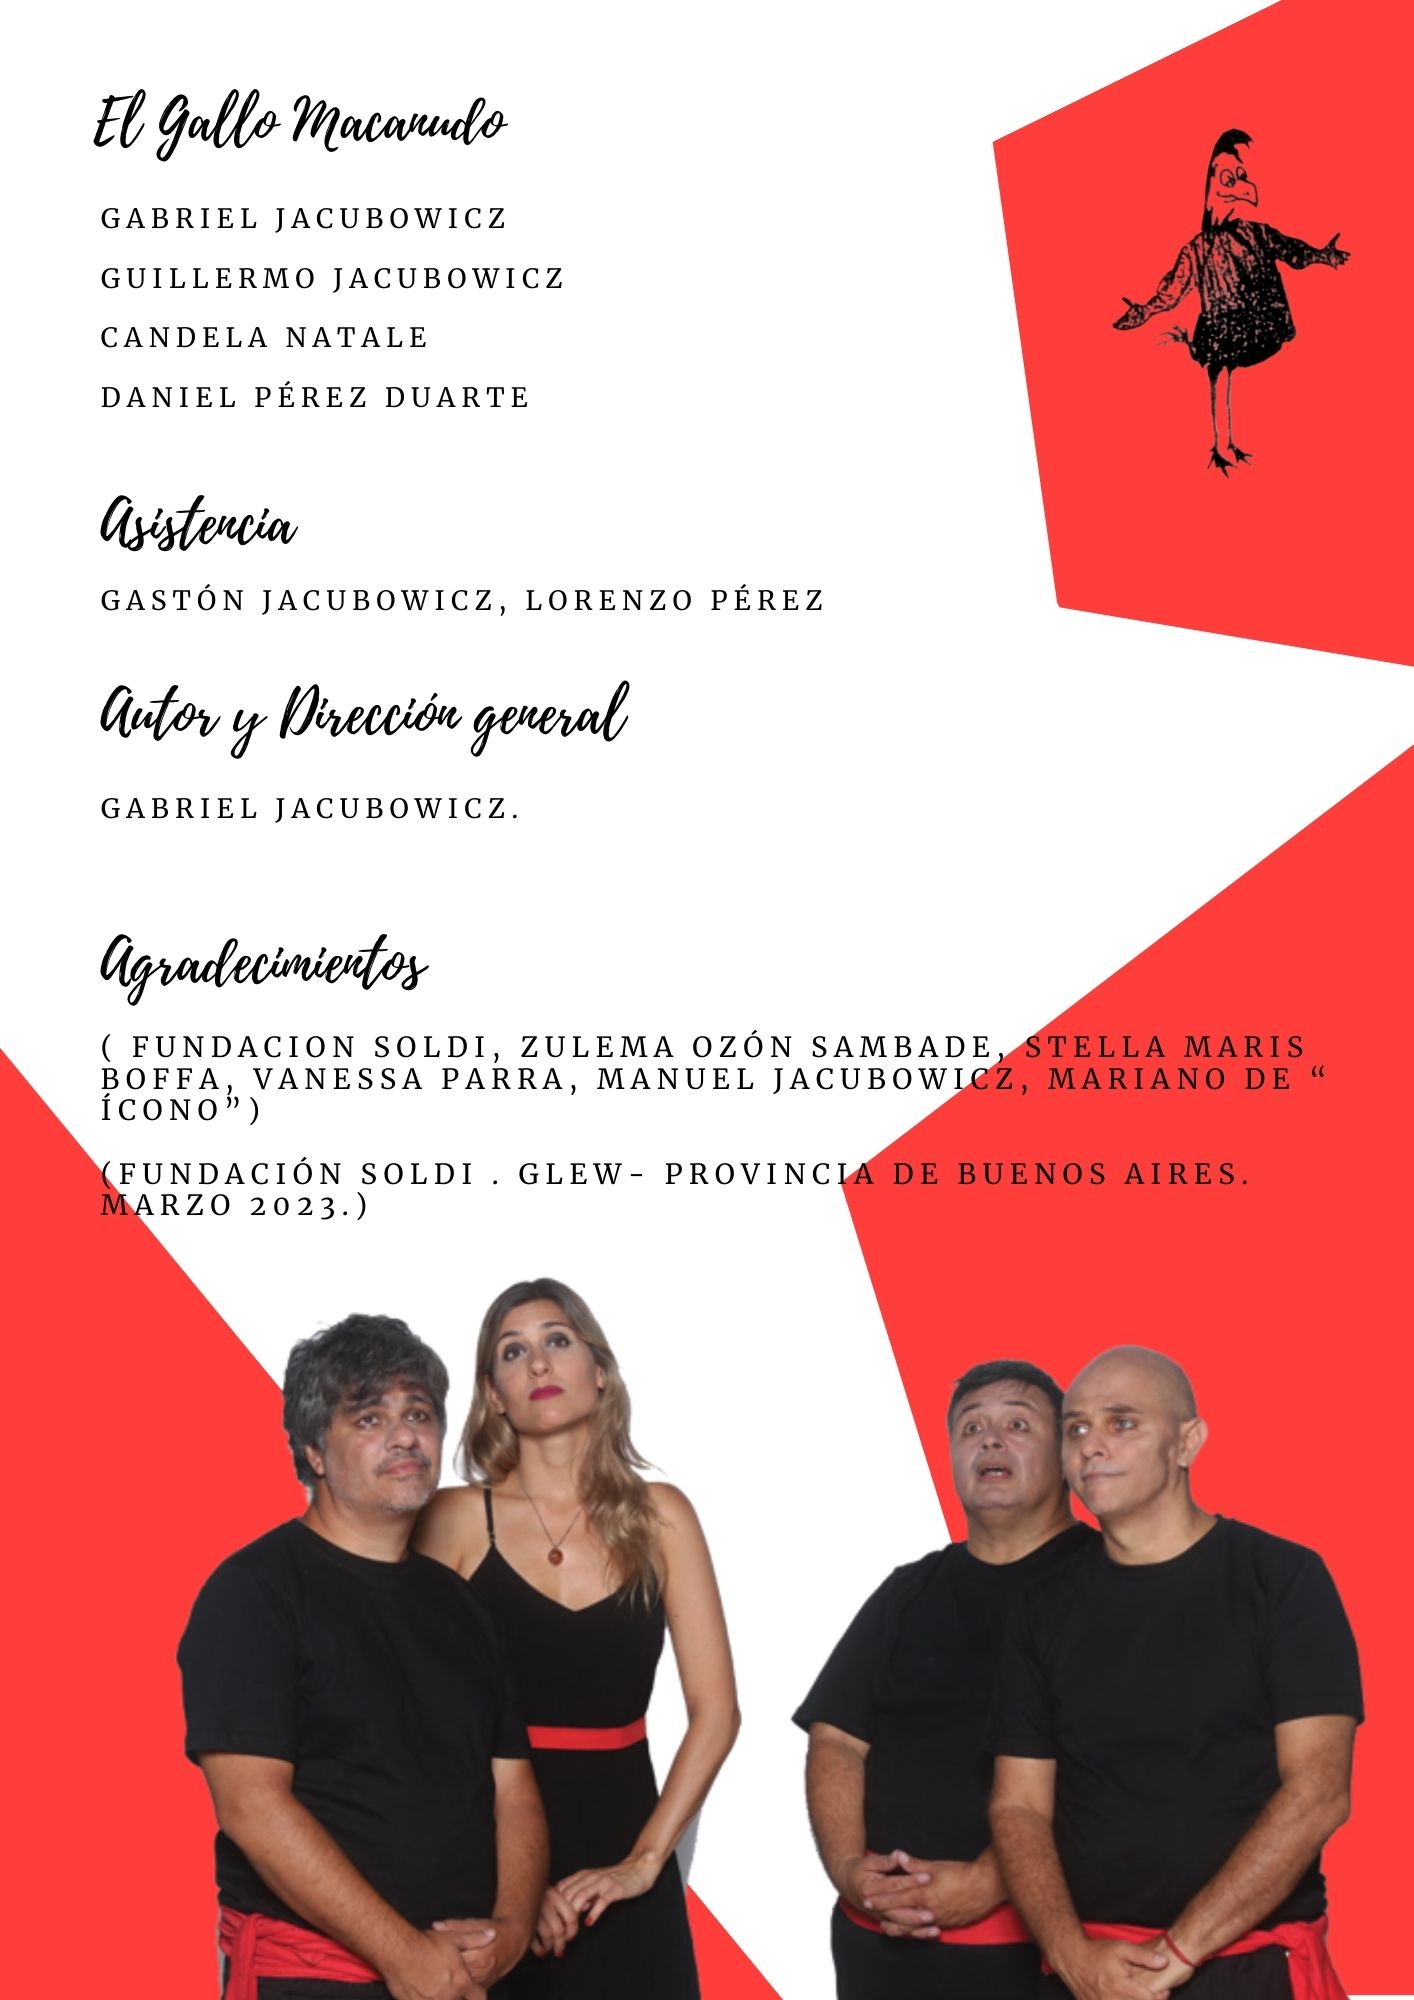 El Gallo Macanudo
GABRIEL JACUBOWICZ
GUILLERMO JACUBOWICZ
CANDELA NATALE
DANIEL PÉREZ DUARTE
Asistencia
GASTÓN JACUBOWICZ, LORENZO PÉREZ
Autor y Dirección general
GABRIEL JACUBOWICZ.
Agradecimientos
( FUNDACION SOLDI, ZULEMA OZÓN SAMBADE, STELLA MARIS
BOFFA, VANESSA PARRA, MANUEL JACUBOWICZ, MARIANO DE “
ÍCONO”)
(FUNDACIÓN SOLDI . GLEW- PROVINCIA DE BUENOS AIRES.
MARZO 2023.)